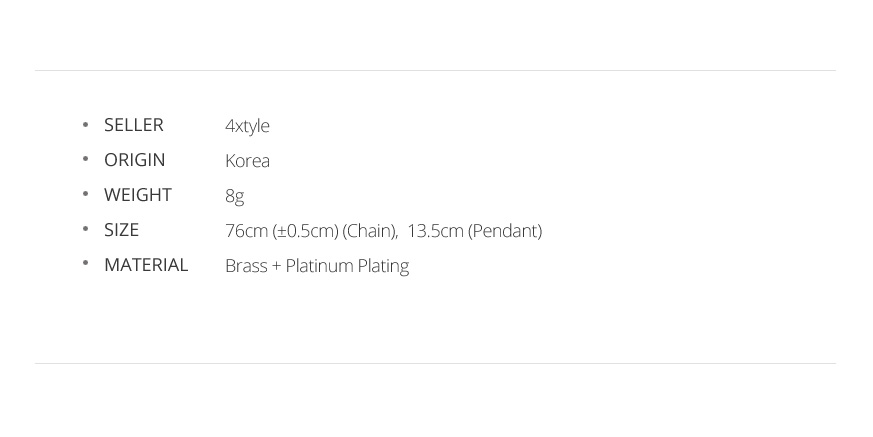 • SELLER 4xtyle
• ORIGIN Korea
• WEIGHT 8g
• SIZE 76cm (±0.5cm) (Chain), 13.5cm (Pendant)
• MATERIAL Brass + Platinum Plating